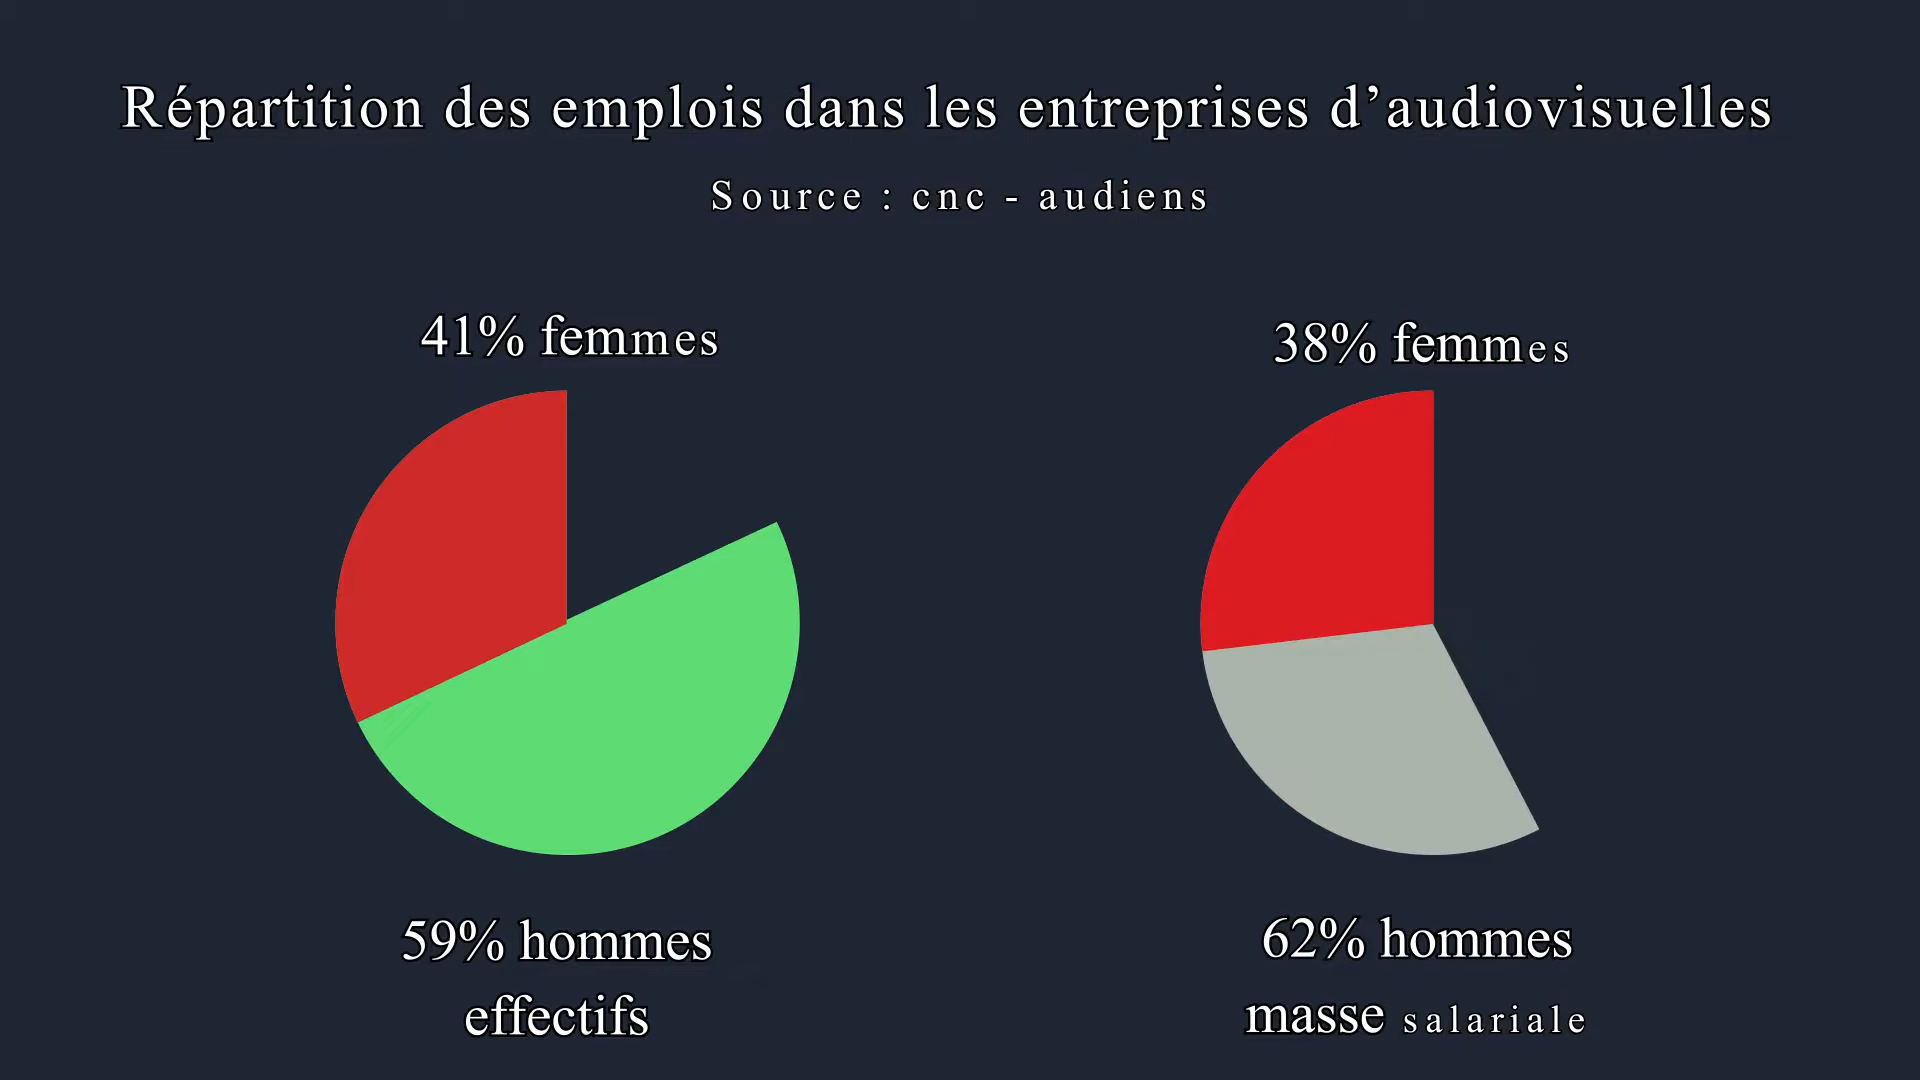 Répartition des emplois dans les entreprises d’audiovisuelles
Source : cnc - audiens
41% femmes
38% femmes
59% hommes
effectifs
62% hommes
masse salariale